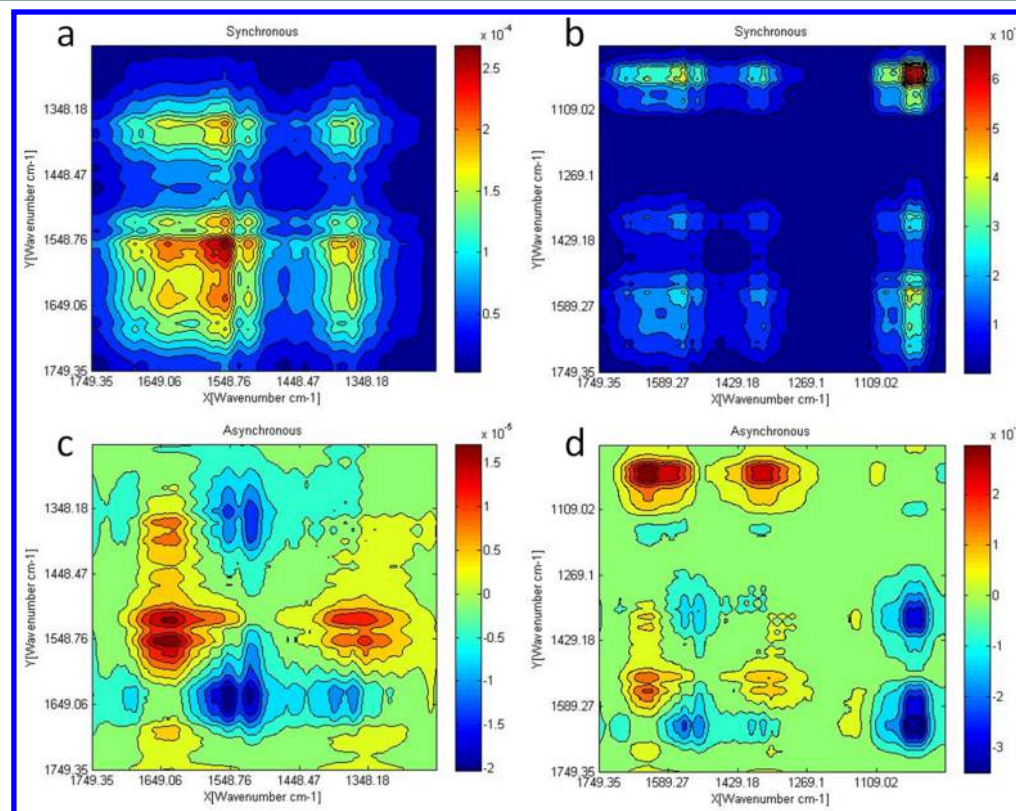 a
Synchronous
x 10⁻⁴
1348.18
1448.47
1548.76
1649.06
1749.35
Y[Wavenumber cm-1]
1749.35 1649.06 1548.76 1448.47 1348.18
X[Wavenumber cm-1]
2.5
2
1.5
1
0.5
b
Synchronous
x 10⁻
1109.02
1269.1
1429.18
1589.27
1749.35
Y[Wavenumber cm-1]
1749.35 1589.27 1429.18 1269.1 1109.02
X[Wavenumber cm-1]
6
5
4
3
2
1
c
Asynchronous
x 10⁻⁵
1348.18
1448.47
1548.76
1649.06
1749.35
Y[Wavenumber cm-1]
1749.35 1649.06 1548.76 1448.47 1348.18
X[Wavenumber cm-1]
1.5
1
0.5
0
-0.5
-1
-1.5
-2
d
Asynchronous
x 10⁻
1109.02
1269.1
1429.18
1589.27
1749.35
Y[Wavenumber cm-1]
1749.35 1589.27 1429.18 1269.1 1109.02
X[Wavenumber cm-1]
2
1
0
-1
-2
-3